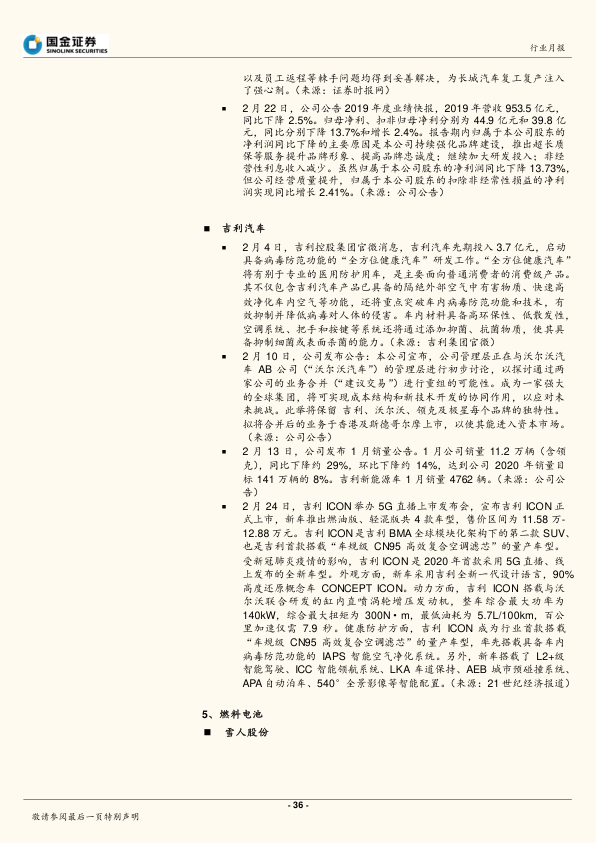 国金证券
SINOLINK SECURITIES
行业月报
以及员工返程等棘手问题均得到妥善解决，为长城汽车复工复产注入
了强心剂。（来源：证券时报网）
■ 2 月 22 日，公司公告 2019 年度业绩快报，2019 年营收 953.5 亿元，
同比下降 2.5%。归母净利、扣非归母净利分别为 44.9 亿元和 39.8 亿
元，同比分别下降 13.7%和增长 2.4%。报告期内归属于本公司股东的
净利润同比下降的主要原因是本公司持续强化品牌建设，推出超长质
保等服务提升品牌形象、提高品牌忠诚度；继续加大研发投入；非经
营性利息收入减少。虽然归属于本公司股东的净利润同比下降 13.73%，
但公司经营质量提升，归属于本公司股东的扣除非经常性损益的净利
润实现同比增长 2.41%。（来源：公司公告）
■ 吉利汽车
■ 2 月 4 日，吉利控股集团官微消息，吉利汽车先期投入 3.7 亿元，启动
具备病毒防范功能的“全方位健康汽车”研发工作。“全方位健康汽车”
将有别于专业的医用防护用车，是主要面向普通消费者的消费级产品。
其不仅包含吉利汽车产品已具备的隔绝外部空气中有害物质、快速高
效净化车内空气等功能，还将重点突破车内病毒防范功能和技术，有
效抑制并降低病毒对人体的侵害。车内材料具备高环保性、低散发性，
空调系统、把手和按键等系统还将通过添加抑菌、抗菌物质，使其具
备抑制细菌或表面杀菌的能力。（来源：吉利集团官微）
■ 2 月 10 日，公司发布公告：本公司宣布，公司管理层正在与沃尔沃汽
车 AB 公司（“沃尔沃汽车”）的管理层进行初步讨论，以探讨通过两
家公司的业务合并（“建议交易”）进行重组的可能性。成为一家强大
的全球集团，将可实现成本结构和新技术开发的协同作用，以应对未
来挑战。此举将保留 吉利、沃尔沃、领克及极星每个品牌的独特性。
拟将合并后的业务于香港及斯德哥尔摩上市，以使其能进入资本市场。
（来源：公司公告）
■ 2 月 13 日，公司发布 1 月销量公告。1 月公司销量 11.2 万辆（含领
克），同比下降约 29%，环比下降约 14%，达到公司 2020 年销量目
标 141 万辆的 8%。吉利新能源车 1 月销量 4762 辆。（来源：公司公
告）
■ 2 月 24 日，吉利 ICON 举办 5G 直播上市发布会，宣布吉利 ICON 正
式上市，新车推出燃油版、轻混版共 4 款车型，售价区间为 11.58 万-
12.88 万元。吉利 ICON 是吉利 BMA 全球模块化架构下的第二款 SUV、
也是吉利首款搭载“车规级 CN95 高效复合空调滤芯”的量产车型。
受新冠肺炎疫情的影响，吉利 ICON 是 2020 年首款采用 5G 直播、线
上发布的全新车型。外观方面，新车采用吉利全新一代设计语言，90%
高度还原概念车 CONCEPT ICON。动力方面，吉利 ICON 搭载与沃
尔沃联合研发的缸内直喷涡轮增压发动机，整车综合最大功率为
140kW，综合最大扭矩为 300N·m，最低油耗为 5.7L/100km，百公
里加速仅需 7.9 秒。健康防护方面，吉利 ICON 成为行业首款搭载
“车规级 CN95 高效复合空调滤芯”的量产车型，率先搭载具备车内
病毒防范功能的 IAPS 智能空气净化系统。另外，新车搭载了 L2+级
智能驾驶、ICC 智能领航系统、LKA 车道保持、AEB 城市预碰撞系统、
APA 自动泊车、540°全景影像等智能配置。（来源：21 世纪经济报道）
5、燃料电池
■ 雪人股份
- 36 -
敬请参阅最后一页特别声明